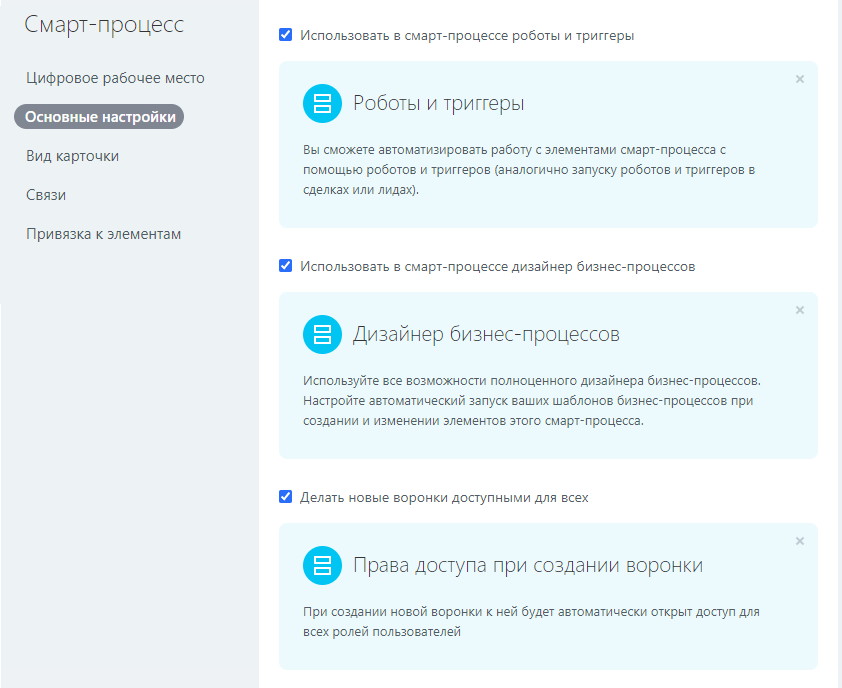 Смарт-процесс
Цифровое рабочее место
Основные настройки
Вид карточки
Связи
Привязка к элементам
Использовать в смарт-процессе роботы и триггеры
Роботы и триггеры
Вы сможете автоматизировать работу с элементами смарт-процесса с
помощью роботов и триггеров (аналогично запуску роботов и триггеров в
сделках или лидах).
Использовать в смарт-процессе дизайнер бизнес-процессов
Дизайнер бизнес-процессов
Используйте все возможности полноценного дизайнера бизнес-процессов.
Настройте автоматический запуск ваших шаблонов бизнес-процессов при
создании и изменении элементов этого смарт-процесса.
Делать новые воронки доступными для всех
Права доступа при создании воронки
При создании новой воронки к ней будет автоматически открыт доступ для
всех ролей пользователей